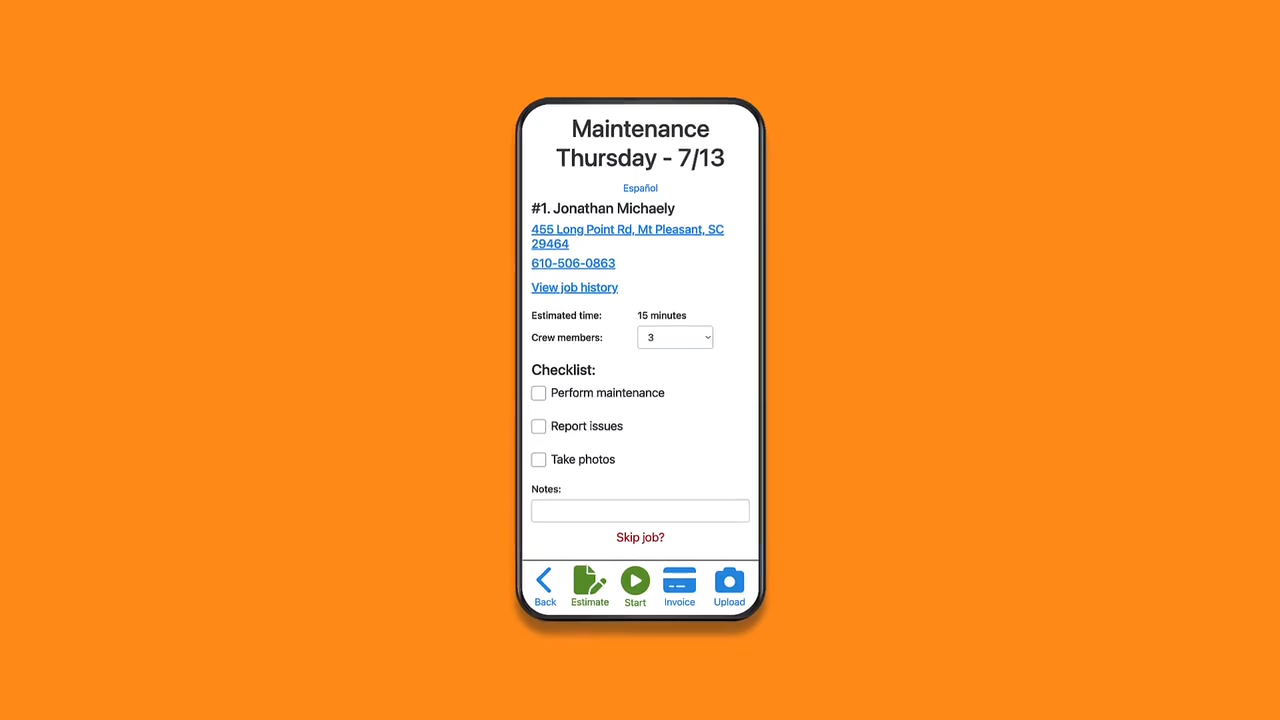 Maintenance
Thursday - 7/13
Español
#1. Jonathan Michaely
455 Long Point Rd, Mt Pleasant, SC
29464
610-506-0863
View job history
Estimated time: 15 minutes
Crew members: 3
Checklist:
Perform maintenance
Report issues
Take photos
Notes:
Skip job?
Back Estimate Start Invoice Upload